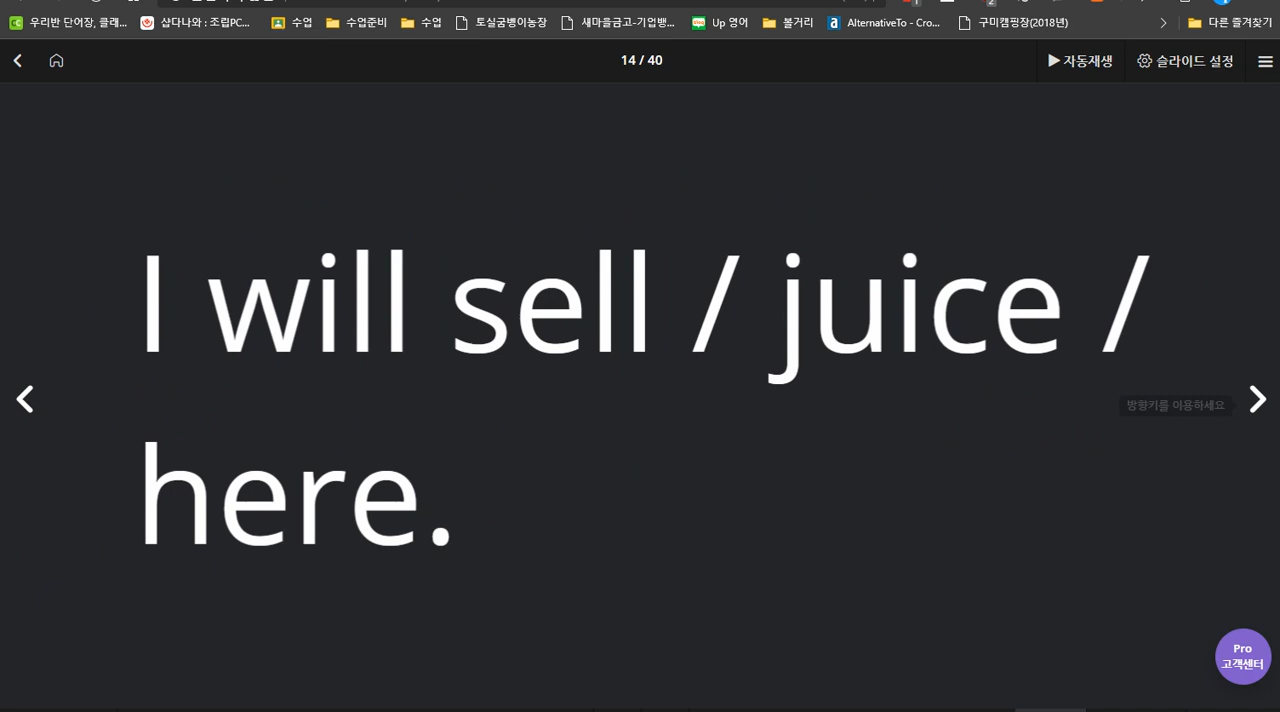 우리반 단어장, 클래... 샵다나와 : 조립PC... 수업 수업준비 수업 토실굼벵이농장 새마을금고-기업뱅... Up 영어 볼거리 AlternativeTo - Cro... 구미캠핑장(2018년) 다른 즐겨찾기
14 / 40 자동재생 슬라이드 설정
I will sell / juice /
here.
방향키를 이용하세요
Pro
고객센터